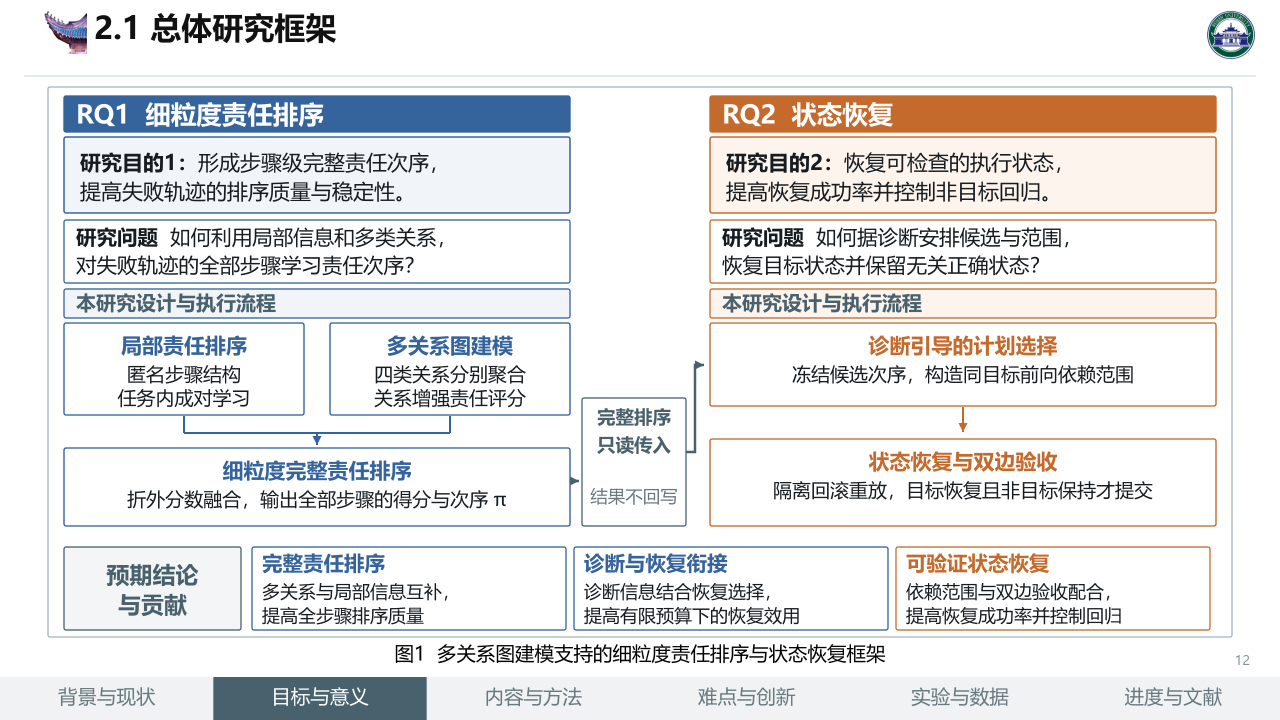 2.1 总体研究框架
RQ1 细粒度责任排序
研究目的1：形成步骤级完整责任次序，
提高失败轨迹的排序质量与稳定性。
研究问题 如何利用局部信息和多类关系，
对失败轨迹的全部步骤学习责任次序？
本研究设计与执行流程
局部责任排序
匿名步骤结构
任务内成对学习
多关系图建模
四类关系分别聚合
关系增强责任评分
细粒度完整责任排序
折外分数融合，输出全部步骤的得分与次序 π
完整排序
只读传入
结果不回写
RQ2 状态恢复
研究目的2：恢复可检查的执行状态，
提高恢复成功率并控制非目标回归。
研究问题 如何据诊断安排候选与范围，
恢复目标状态并保留无关正确状态？
本研究设计与执行流程
诊断引导的计划选择
冻结候选次序，构造同目标前向依赖范围
状态恢复与双边验收
隔离回滚重放，目标恢复且非目标保持才提交
预期结论
与贡献
完整责任排序
多关系与局部信息互补，
提高全步骤排序质量
诊断与恢复衔接
诊断信息结合恢复选择，
提高有限预算下的恢复效用
可验证状态恢复
依赖范围与双边验收配合，
提高恢复成功率并控制回归
图1 多关系图建模支持的细粒度责任排序与状态恢复框架
12
背景与现状
目标与意义
内容与方法
难点与创新
实验与数据
进度与文献